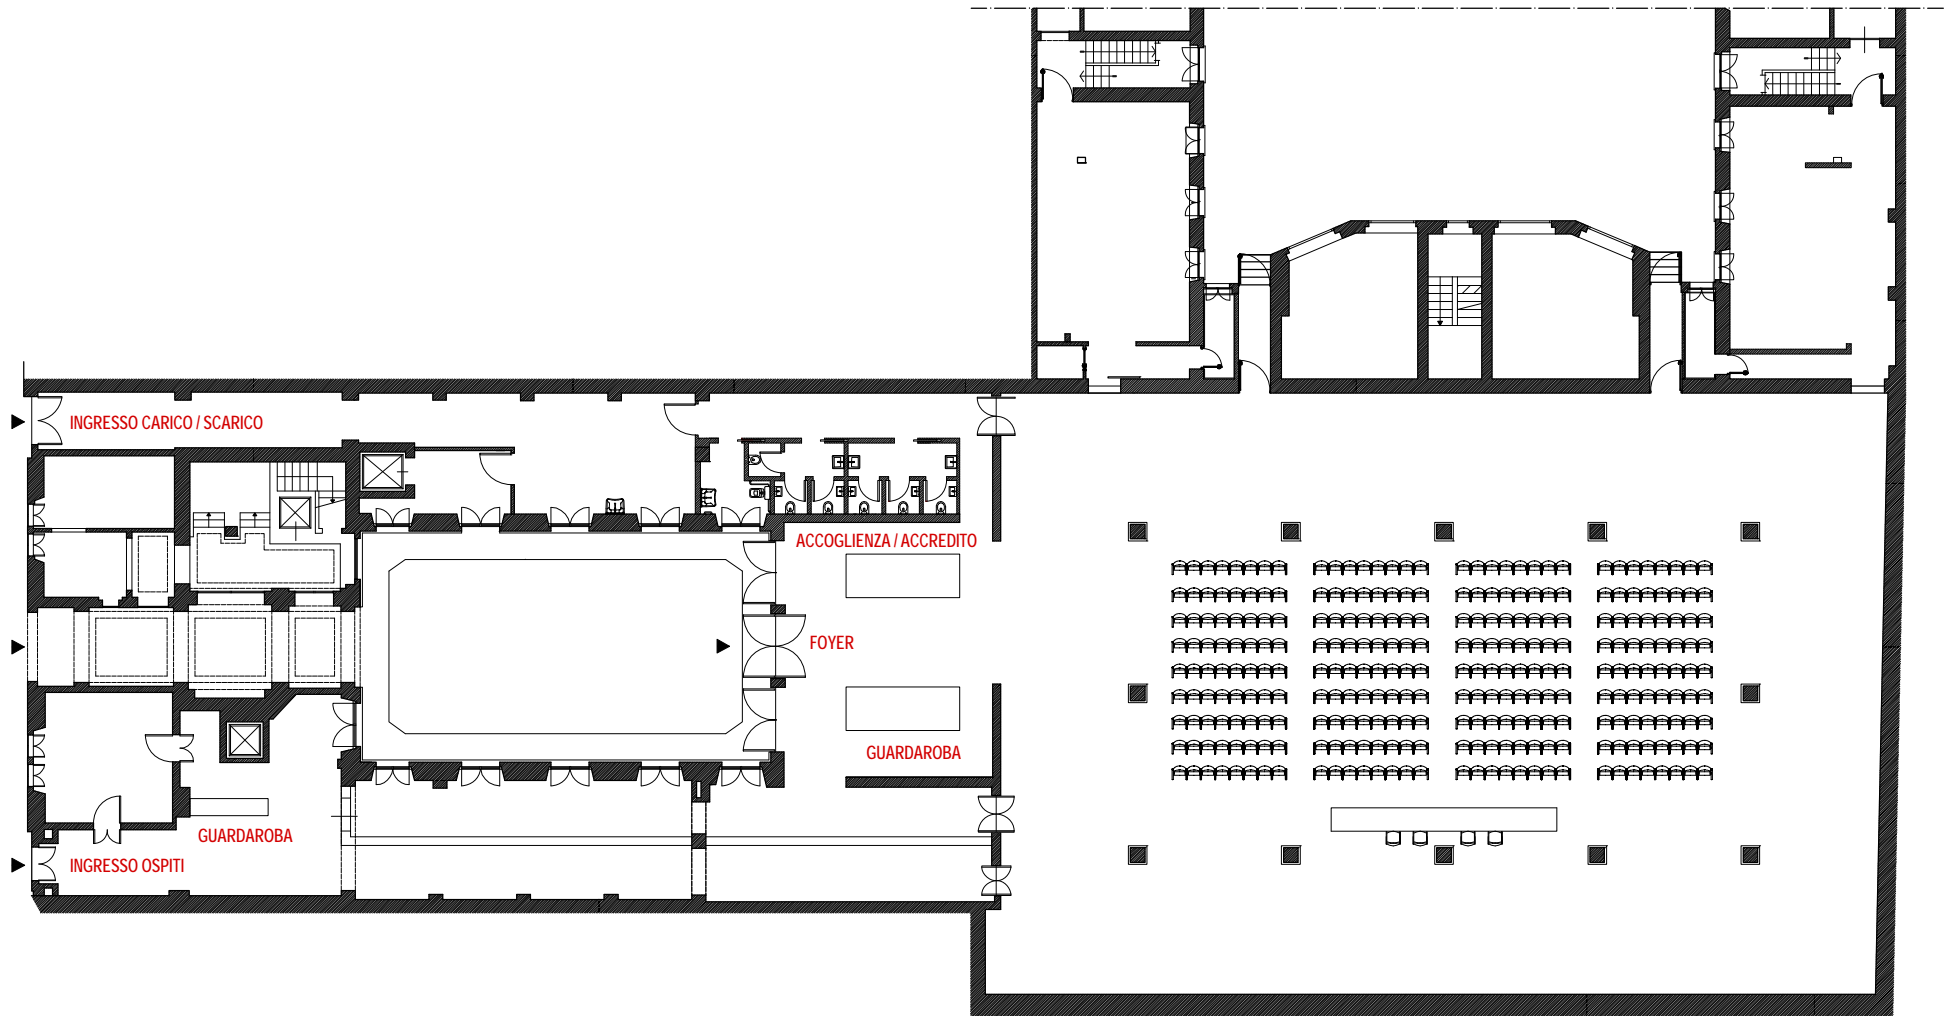 INGRESSO CARICO / SCARICO
ACCOGLIENZA / ACCREDITO
FOYER
GUARDAROBA
GUARDAROBA
INGRESSO OSPITI